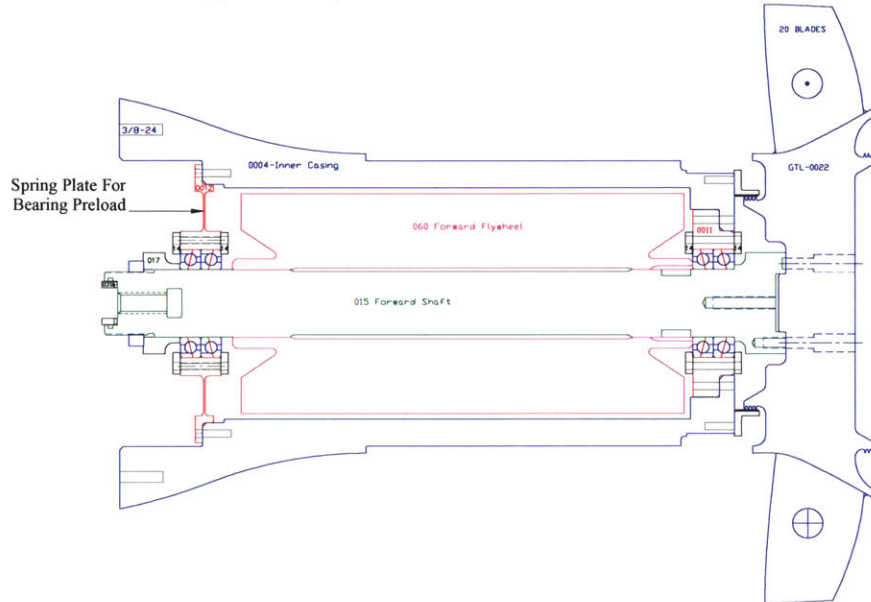 20 BLADES
3/8-24
0004-Inner Casing
GTL-0022
Spring Plate For
Bearing Preload
0012
060 Forward Flywheel
0011
017
015 Forward Shaft